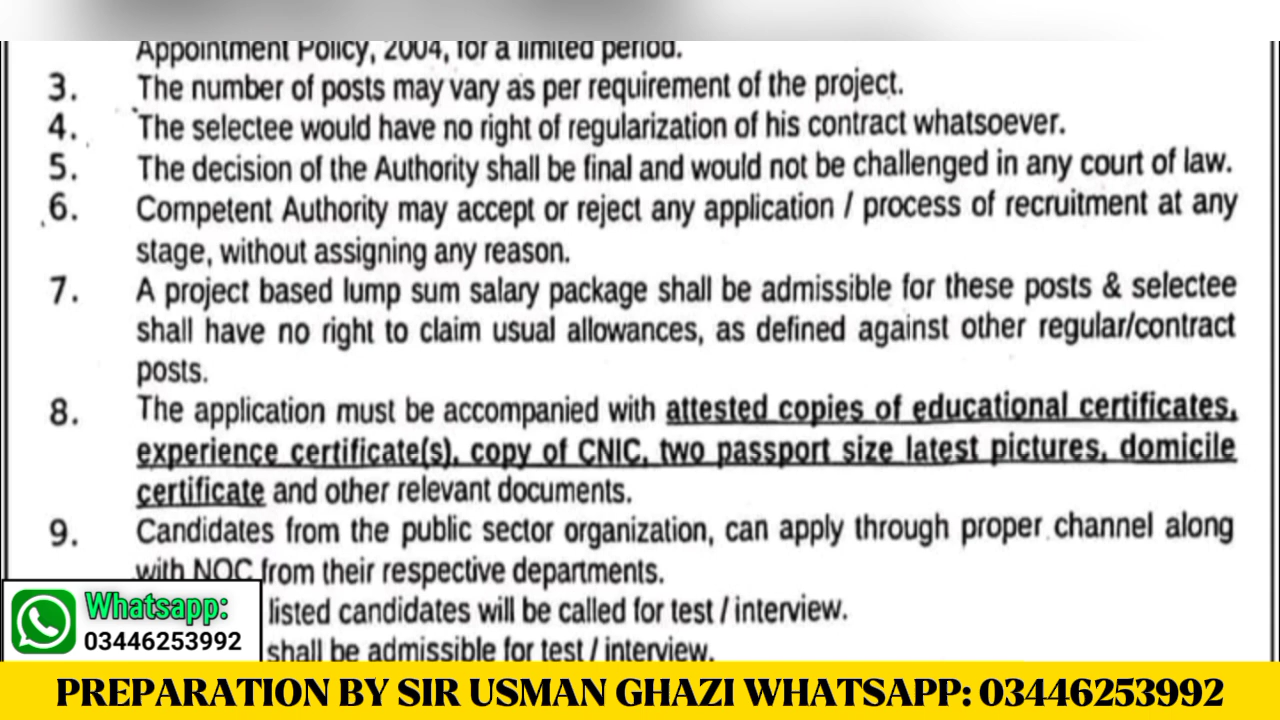 Appointment Policy, 2004, for a limited period.
3. The number of posts may vary as per requirement of the project.
4. The selectee would have no right of regularization of his contract whatsoever.
5. The decision of the Authority shall be final and would not be challenged in any court of law.
6. Competent Authority may accept or reject any application / process of recruitment at any
stage, without assigning any reason.
7. A project based lump sum salary package shall be admissible for these posts & selectee
shall have no right to claim usual allowances, as defined against other regular/contract
posts.
8. The application must be accompanied with attested copies of educational certificates,
experience certificate(s), copy of CNIC, two passport size latest pictures, domicile
certificate and other relevant documents.
9. Candidates from the public sector organization, can apply through proper channel along
with NOC from their respective departments.
listed candidates will be called for test / interview.
shall be admissible for test / interview.
Whatsapp:
03446253992
PREPARATION BY SIR USMAN GHAZI WHATSAPP: 03446253992